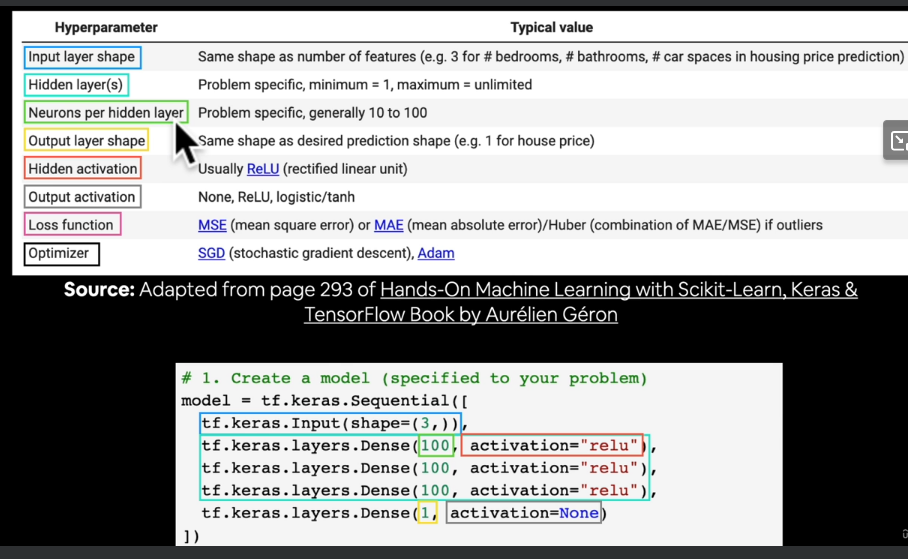 Hyperparameter Typical value
Input layer shape Same shape as number of features (e.g. 3 for # bedrooms, # bathrooms, # car spaces in housing price prediction)
Hidden layer(s) Problem specific, minimum = 1, maximum = unlimited
Neurons per hidden layer Problem specific, generally 10 to 100
Output layer shape Same shape as desired prediction shape (e.g. 1 for house price)
Hidden activation Usually ReLU (rectified linear unit)
Output activation None, ReLU, logistic/tanh
Loss function MSE (mean square error) or MAE (mean absolute error)/Huber (combination of MAE/MSE) if outliers
Optimizer SGD (stochastic gradient descent), Adam
Source: Adapted from page 293 of Hands-On Machine Learning with Scikit-Learn, Keras &
TensorFlow Book by Aurélien Géron
# 1. Create a model (specified to your problem)
model = tf.keras.Sequential([
  tf.keras.Input(shape=(3,)),
  tf.keras.layers.Dense(100, activation="relu"),
  tf.keras.layers.Dense(100, activation="relu"),
  tf.keras.layers.Dense(100, activation="relu"),
  tf.keras.layers.Dense(1, activation=None)
])